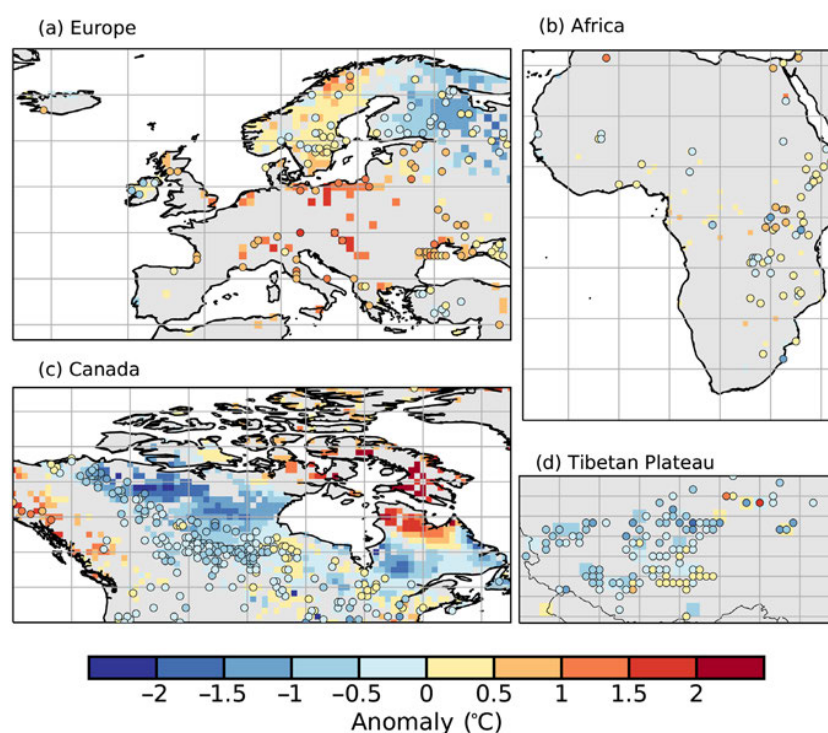 (a) Europe
(b) Africa
(c) Canada
(d) Tibetan Plateau
−2 −1.5 −1 −0.5 0 0.5 1 1.5 2
Anomaly (°C)